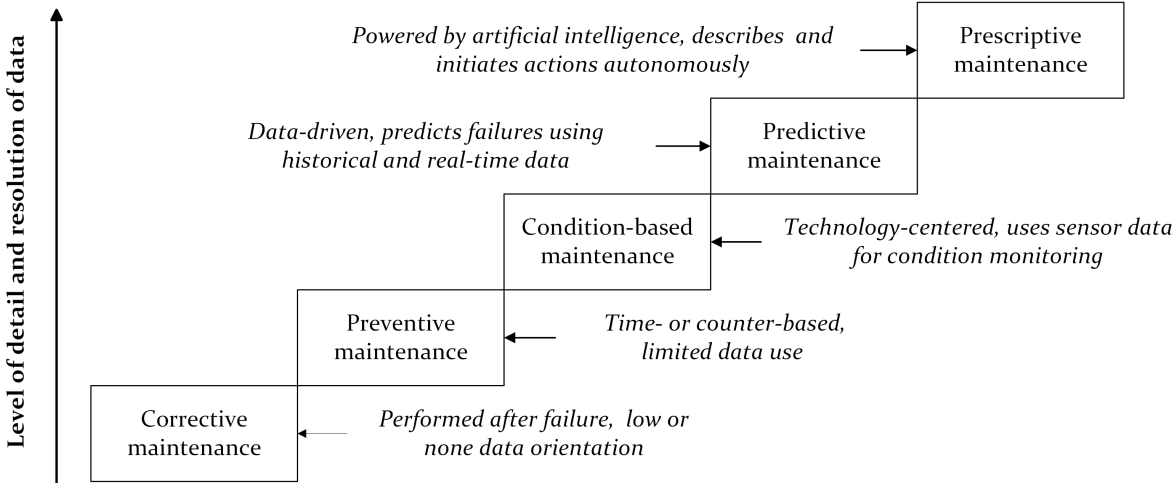 Level of detail and resolution of data
Powered by artificial intelligence, describes and
initiates actions autonomously
Prescriptive
maintenance
Data-driven, predicts failures using
historical and real-time data
Predictive
maintenance
Condition-based
maintenance
Technology-centered, uses sensor data
for condition monitoring
Preventive
maintenance
Time- or counter-based,
limited data use
Corrective
maintenance
Performed after failure, low or
none data orientation